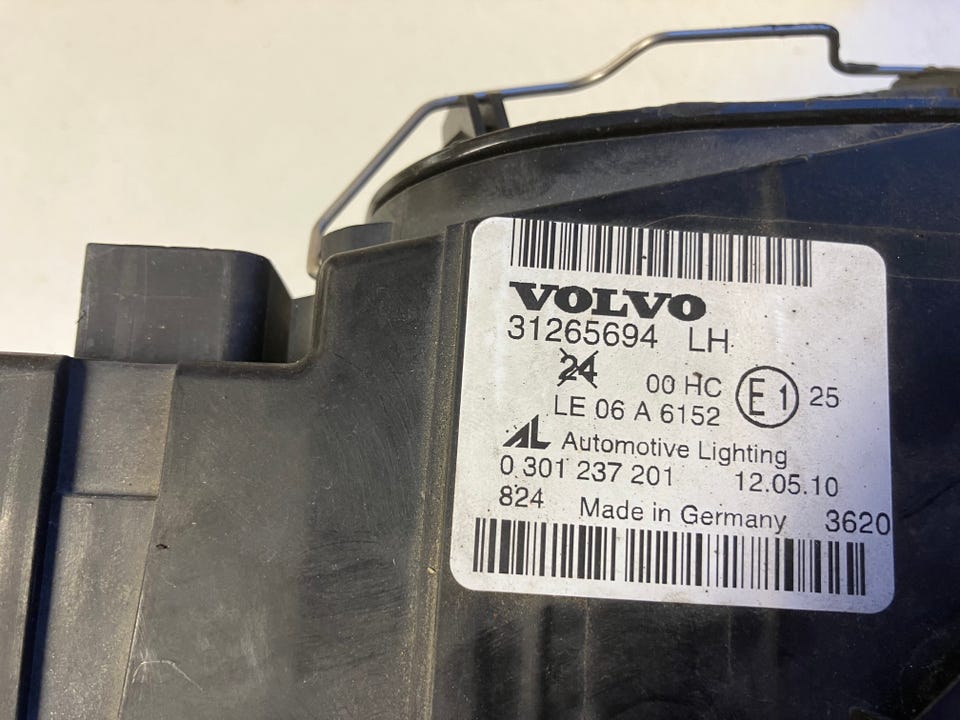 VOLVO
31265694 LH
24 00 HC E1 25
LE 06 A 6152
AL Automotive Lighting
0 301 237 201 12.05.10
824 Made in Germany 3620